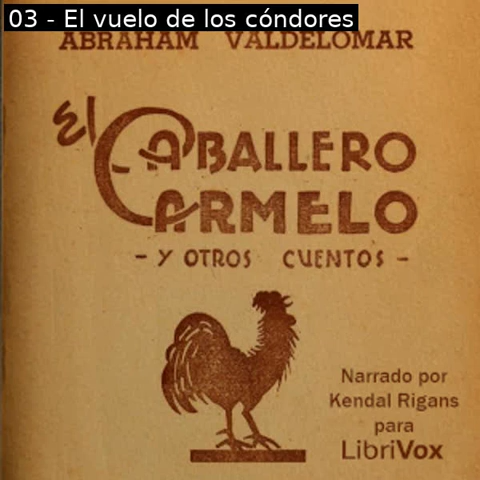 03 - El vuelo de los cóndores
ABRAHAM VALDELOMAR
El CABALLERO
CARMELO
- Y OTROS CUENTOS -
Narrado por
Kendal Rigans
para
LibriVox